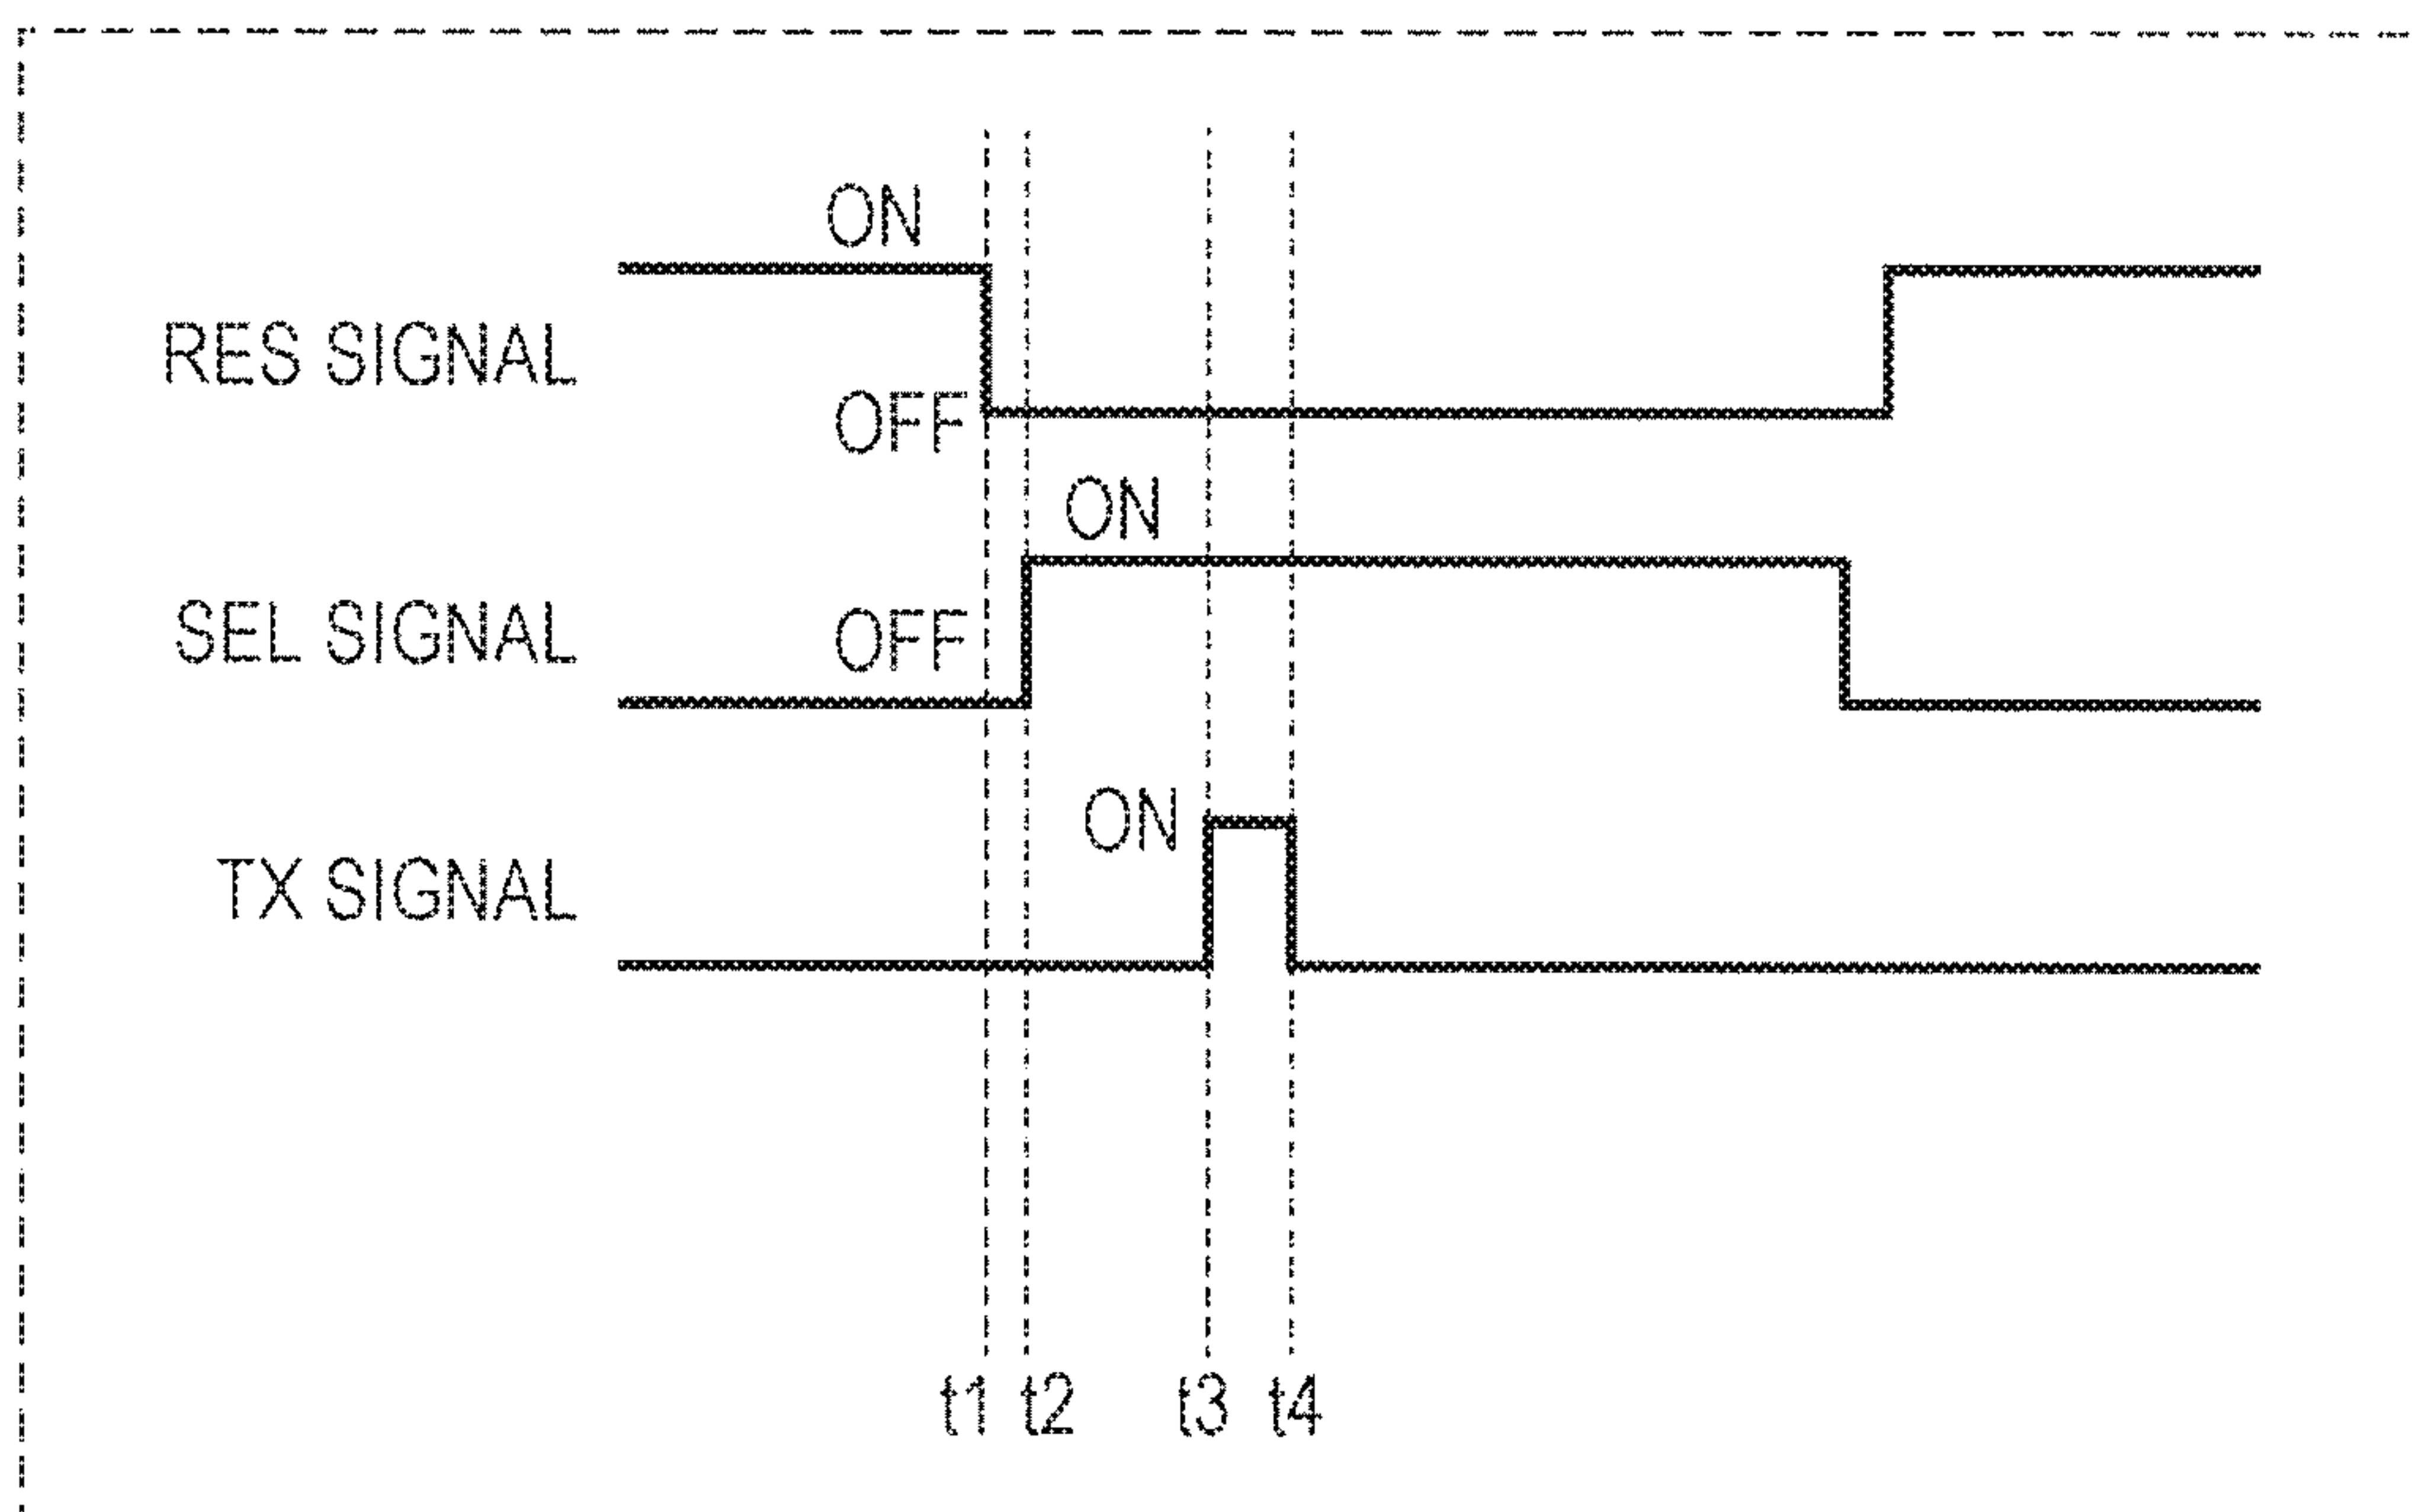 ON
RES SIGNAL
OFF
ON
SEL SIGNAL
OFF
ON
TX SIGNAL
t1 t2 t3 t4